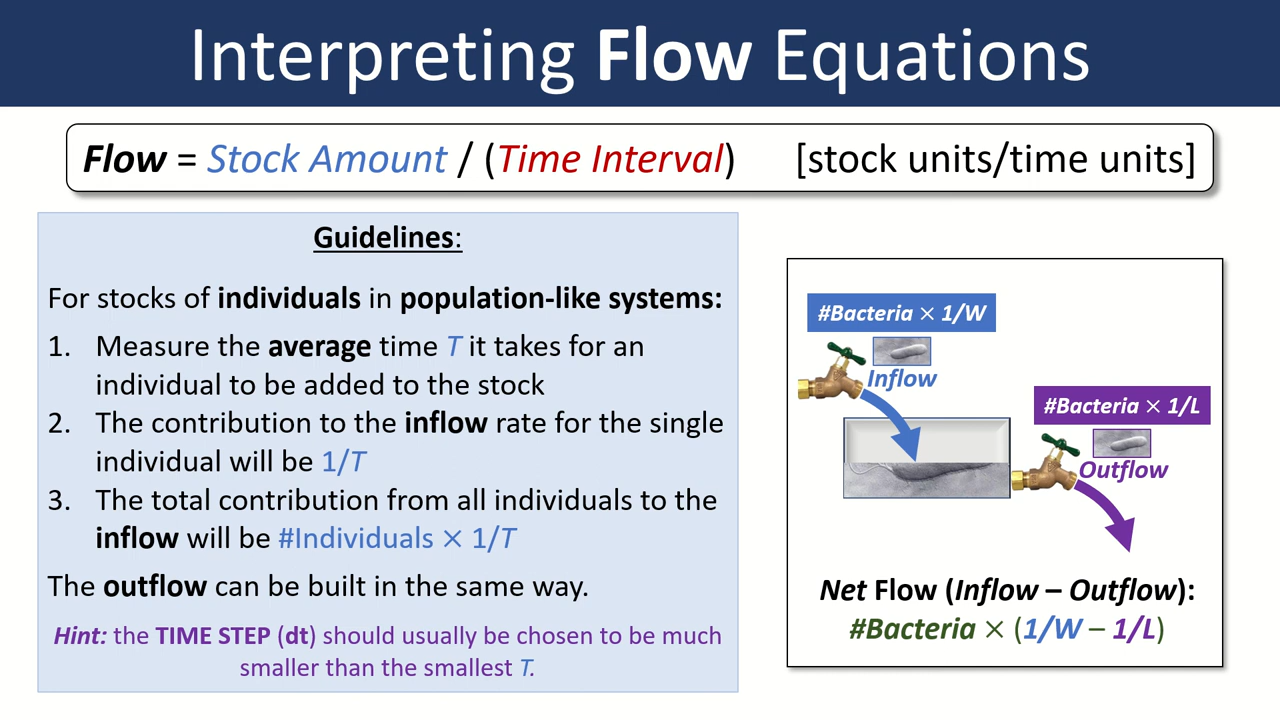 Interpreting Flow Equations
Flow = Stock Amount / (Time Interval) [stock units/time units]
Guidelines:
For stocks of individuals in population-like systems:
1. Measure the average time T it takes for an
individual to be added to the stock
2. The contribution to the inflow rate for the single
individual will be 1/T
3. The total contribution from all individuals to the
inflow will be #Individuals × 1/T
The outflow can be built in the same way.
Hint: the TIME STEP (dt) should usually be chosen to be much
smaller than the smallest T.
#Bacteria × 1/W
Inflow
#Bacteria × 1/L
Outflow
Net Flow (Inflow – Outflow):
#Bacteria × (1/W – 1/L)